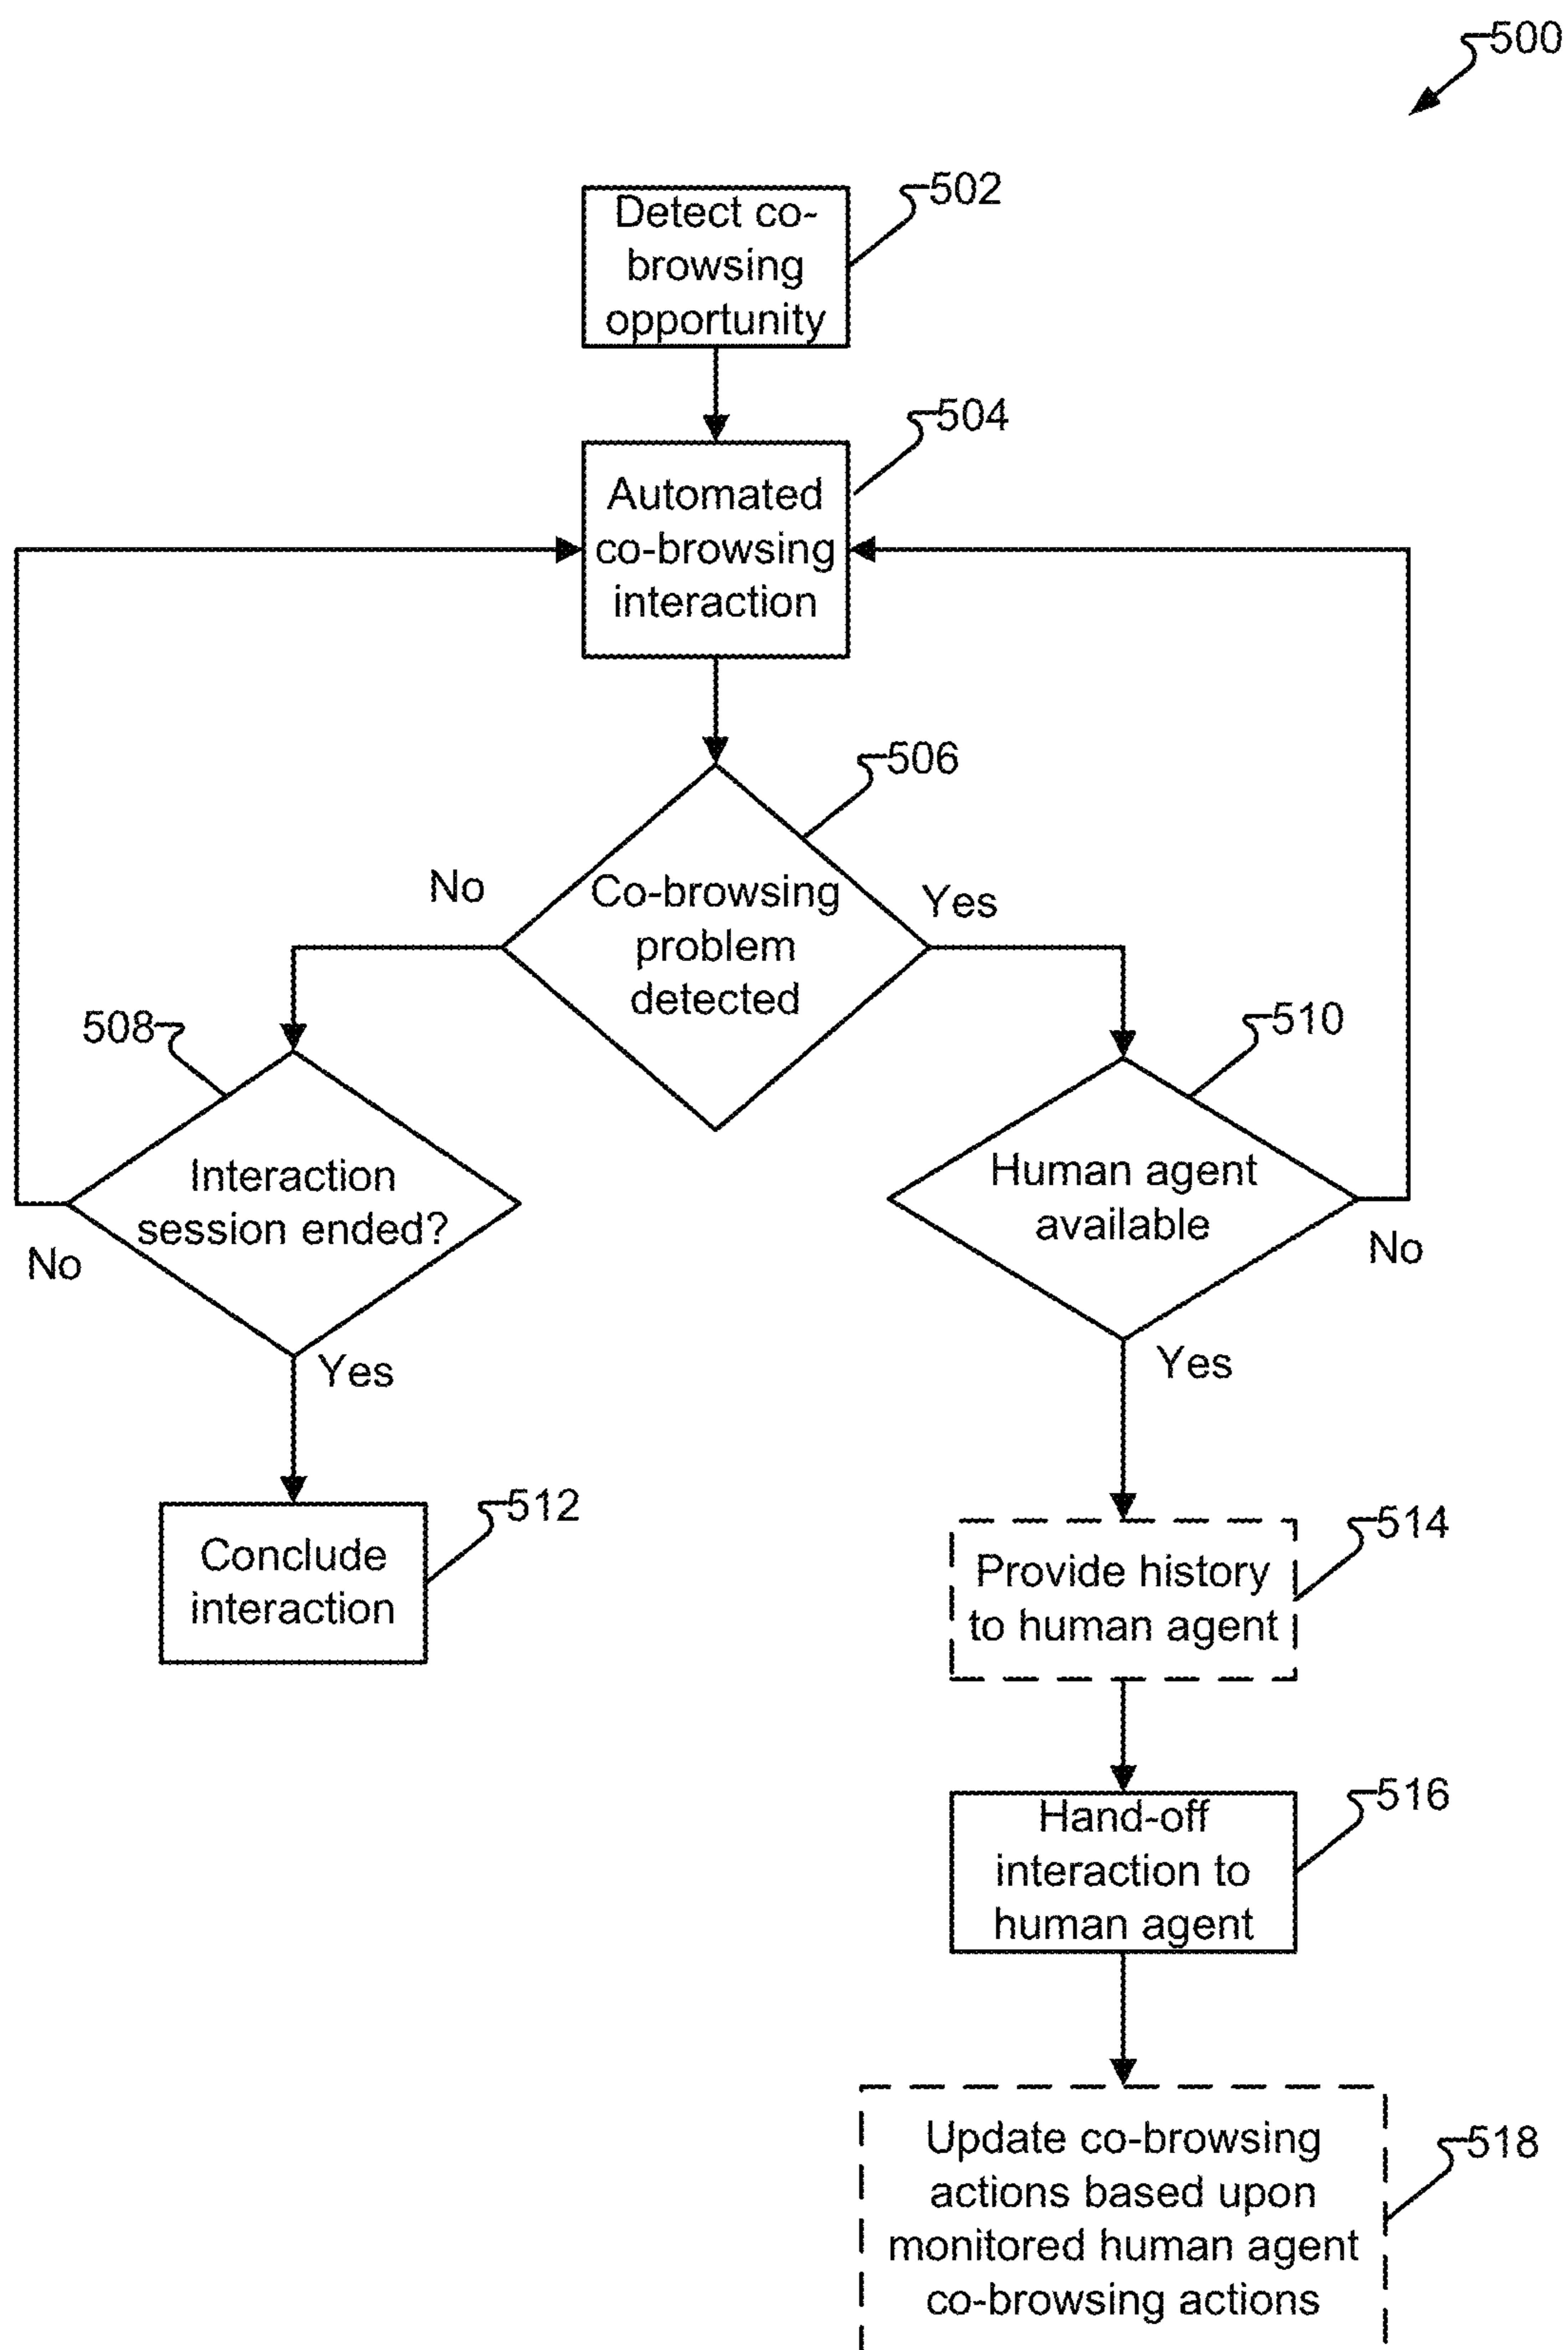 500
502
Detect co-
browsing
opportunity
504
Automated
co-browsing
interaction
506
No
Co-browsing
problem
detected
Yes
508
510
Interaction
session ended?
No
Human agent
available
No
Yes
Yes
512
Conclude
interaction
514
Provide history
to human agent
516
Hand-off
interaction to
human agent
518
Update co-browsing
actions based upon
monitored human agent
co-browsing actions